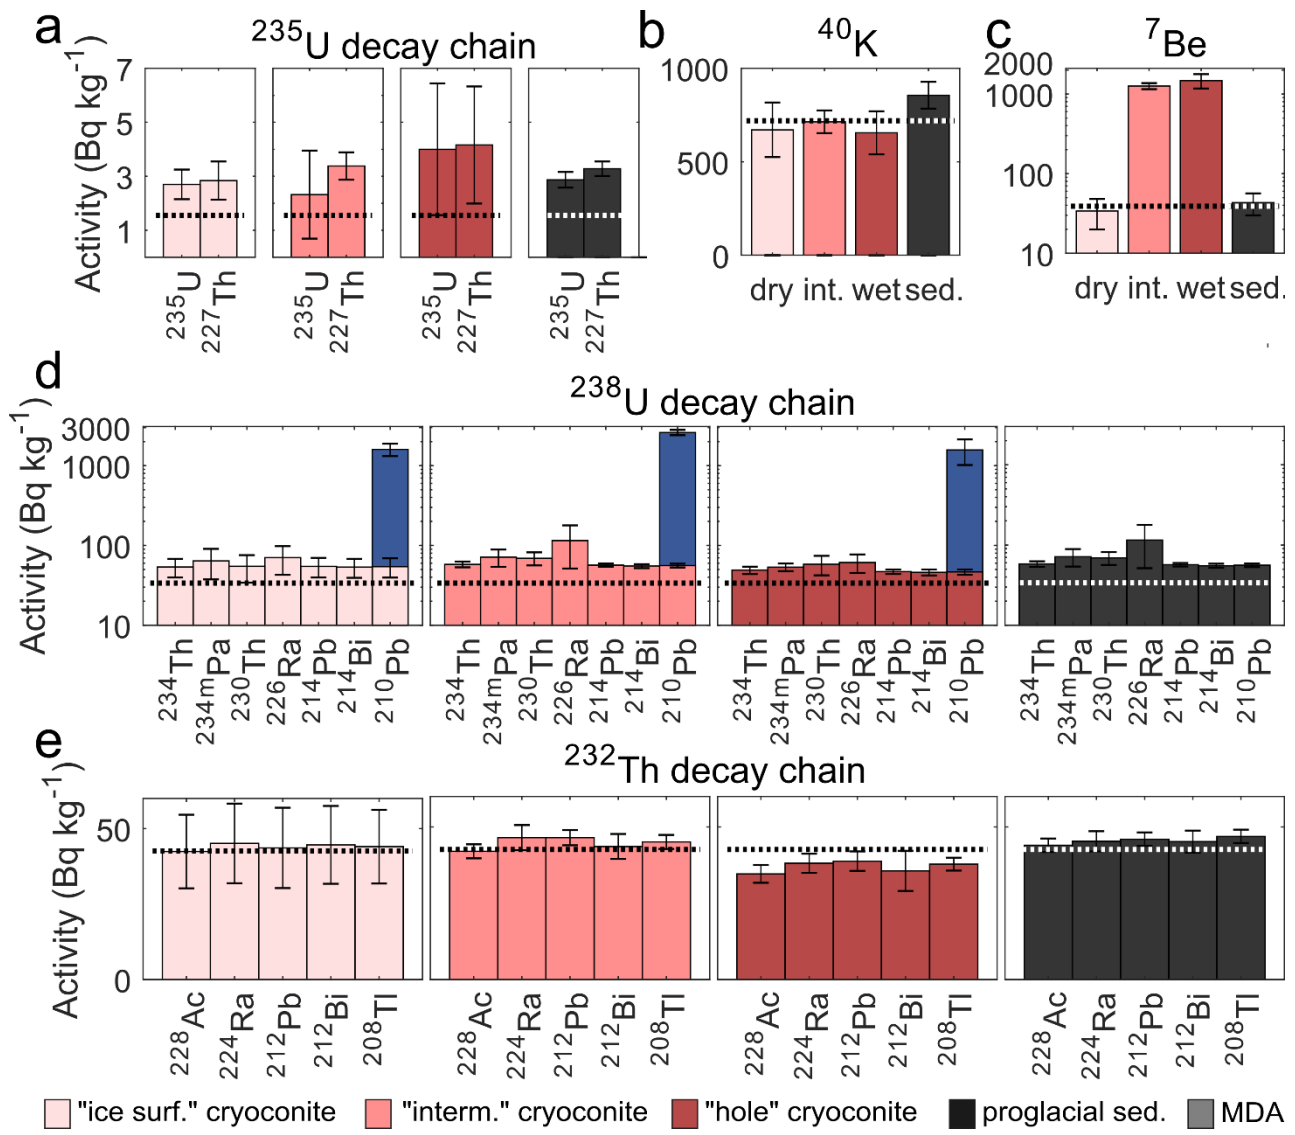 a
²³⁵U decay chain
b
⁴⁰K
c
⁷Be
Activity (Bq kg⁻¹)
7
5
3
1
²³⁵U
²²⁷Th
²³⁵U
²²⁷Th
²³⁵U
²²⁷Th
²³⁵U
²²⁷Th
1000
500
0
dry int. wet sed.
2000
1000
100
10
dry int. wet sed.
d
²³⁸U decay chain
Activity (Bq kg⁻¹)
3000
1000
100
10
²³⁴Th
²³⁴ᵐPa
²³⁰Th
²²⁶Ra
²¹⁴Pb
²¹⁴Bi
²¹⁰Pb
²³⁴Th
²³⁴ᵐPa
²³⁰Th
²²⁶Ra
²¹⁴Pb
²¹⁴Bi
²¹⁰Pb
²³⁴Th
²³⁴ᵐPa
²³⁰Th
²²⁶Ra
²¹⁴Pb
²¹⁴Bi
²¹⁰Pb
²³⁴Th
²³⁴ᵐPa
²³⁰Th
²²⁶Ra
²¹⁴Pb
²¹⁴Bi
²¹⁰Pb
e
²³²Th decay chain
Activity (Bq kg⁻¹)
50
0
²²⁸Ac
²²⁴Ra
²¹²Pb
²¹²Bi
²⁰⁸Tl
²²⁸Ac
²²⁴Ra
²¹²Pb
²¹²Bi
²⁰⁸Tl
²²⁸Ac
²²⁴Ra
²¹²Pb
²¹²Bi
²⁰⁸Tl
²²⁸Ac
²²⁴Ra
²¹²Pb
²¹²Bi
²⁰⁸Tl
"ice surf." cryoconite "interm." cryoconite "hole" cryoconite proglacial sed. MDA